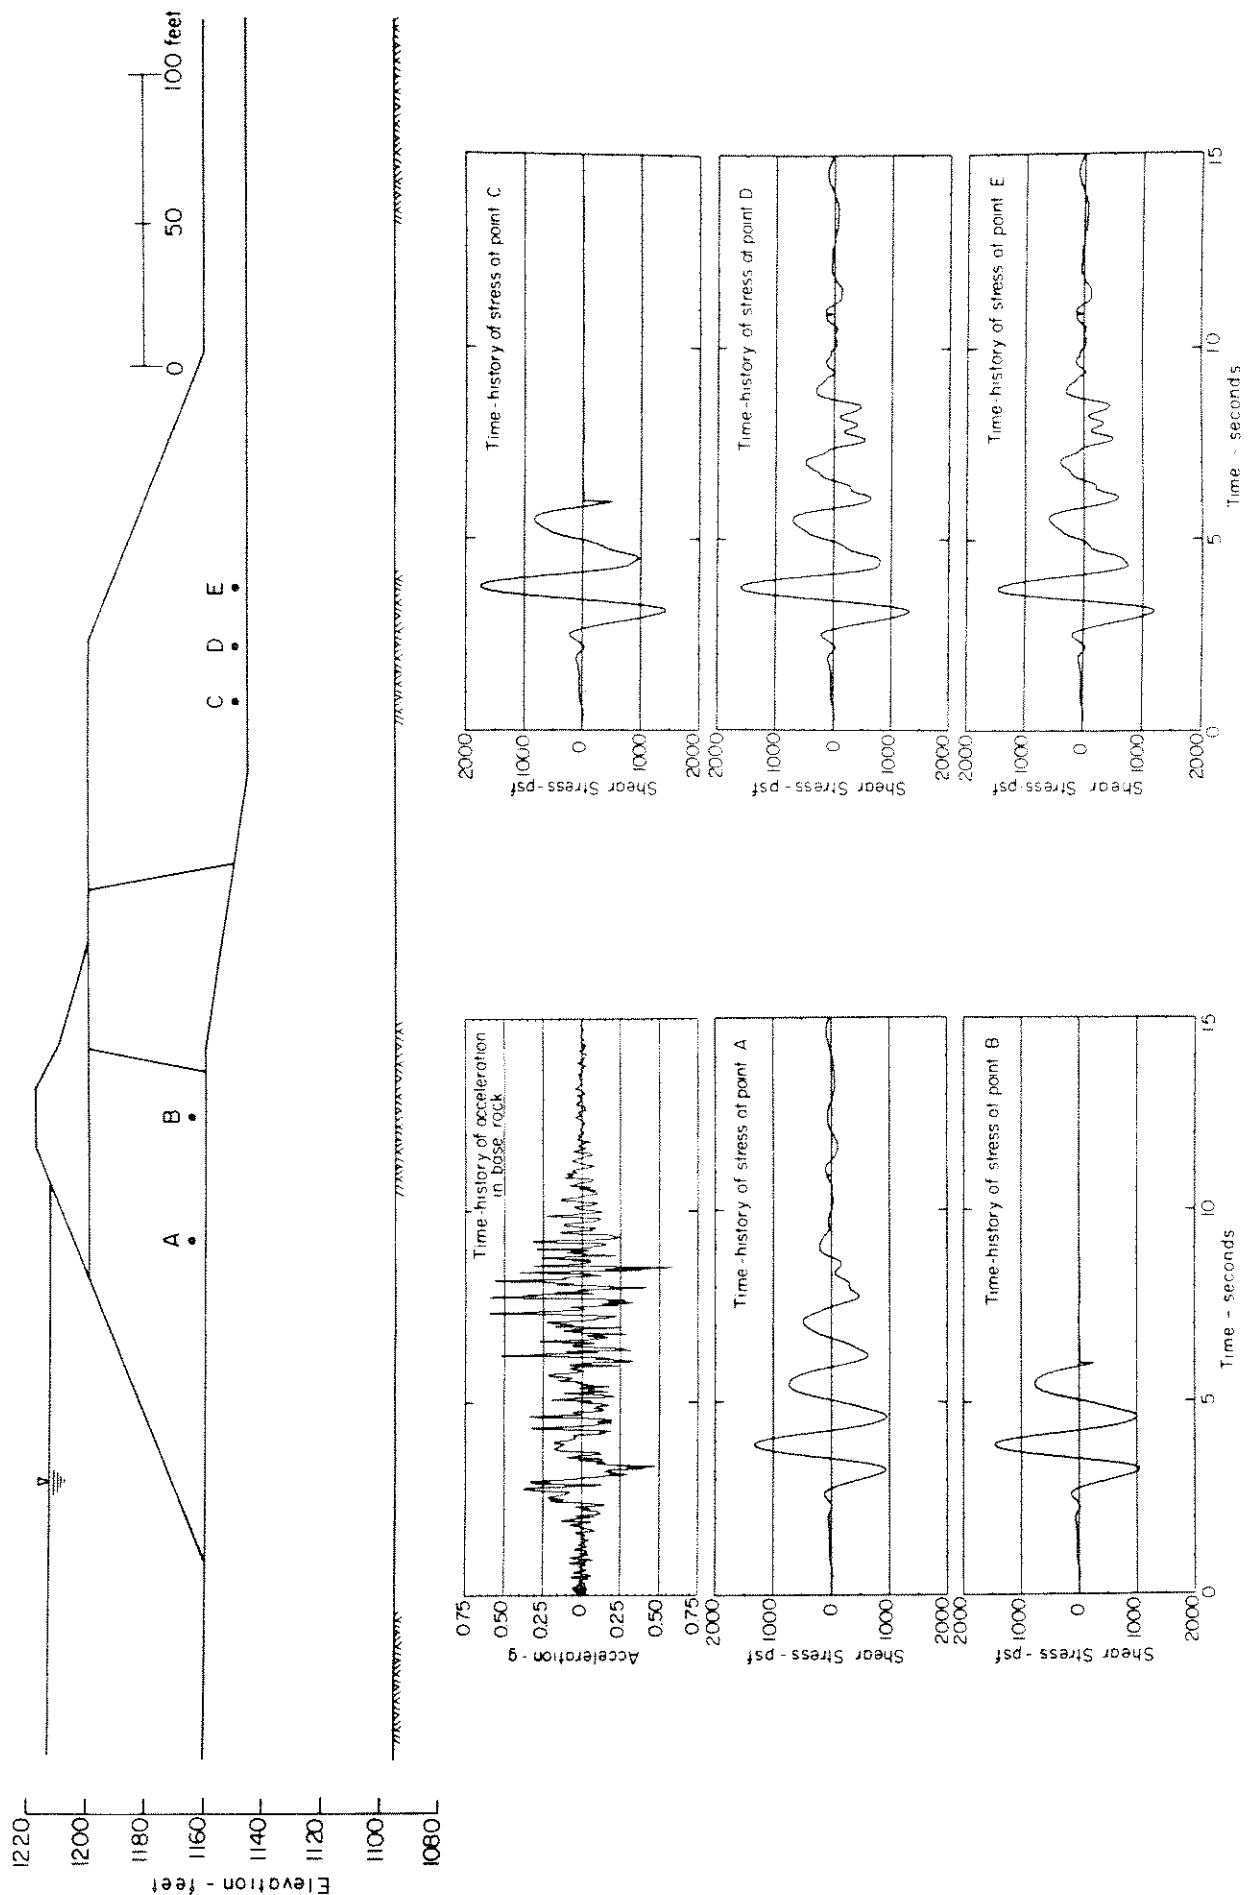 Elevation - feet
1220
1200
1180
1160
1140
1120
1100
1080
A
B
C
D
E
0
50
100 feet
Time-history of acceleration
in base rock
Acceleration - g
0.75
0.50
0.25
0
0.25
0.50
0.75
Time-history of stress at point A
Shear Stress - psf
2000
1000
0
1000
2000
Time-history of stress at point B
Shear Stress - psf
2000
1000
0
1000
2000
0
5
10
15
Time - seconds
Time-history of stress at point C
Shear Stress - psf
2000
1000
0
1000
2000
Time-history of stress at point D
Shear Stress - psf
2000
1000
0
1000
2000
Time-history of stress at point E
Shear Stress - psf
2000
1000
0
1000
2000
0
5
10
15
Time - seconds